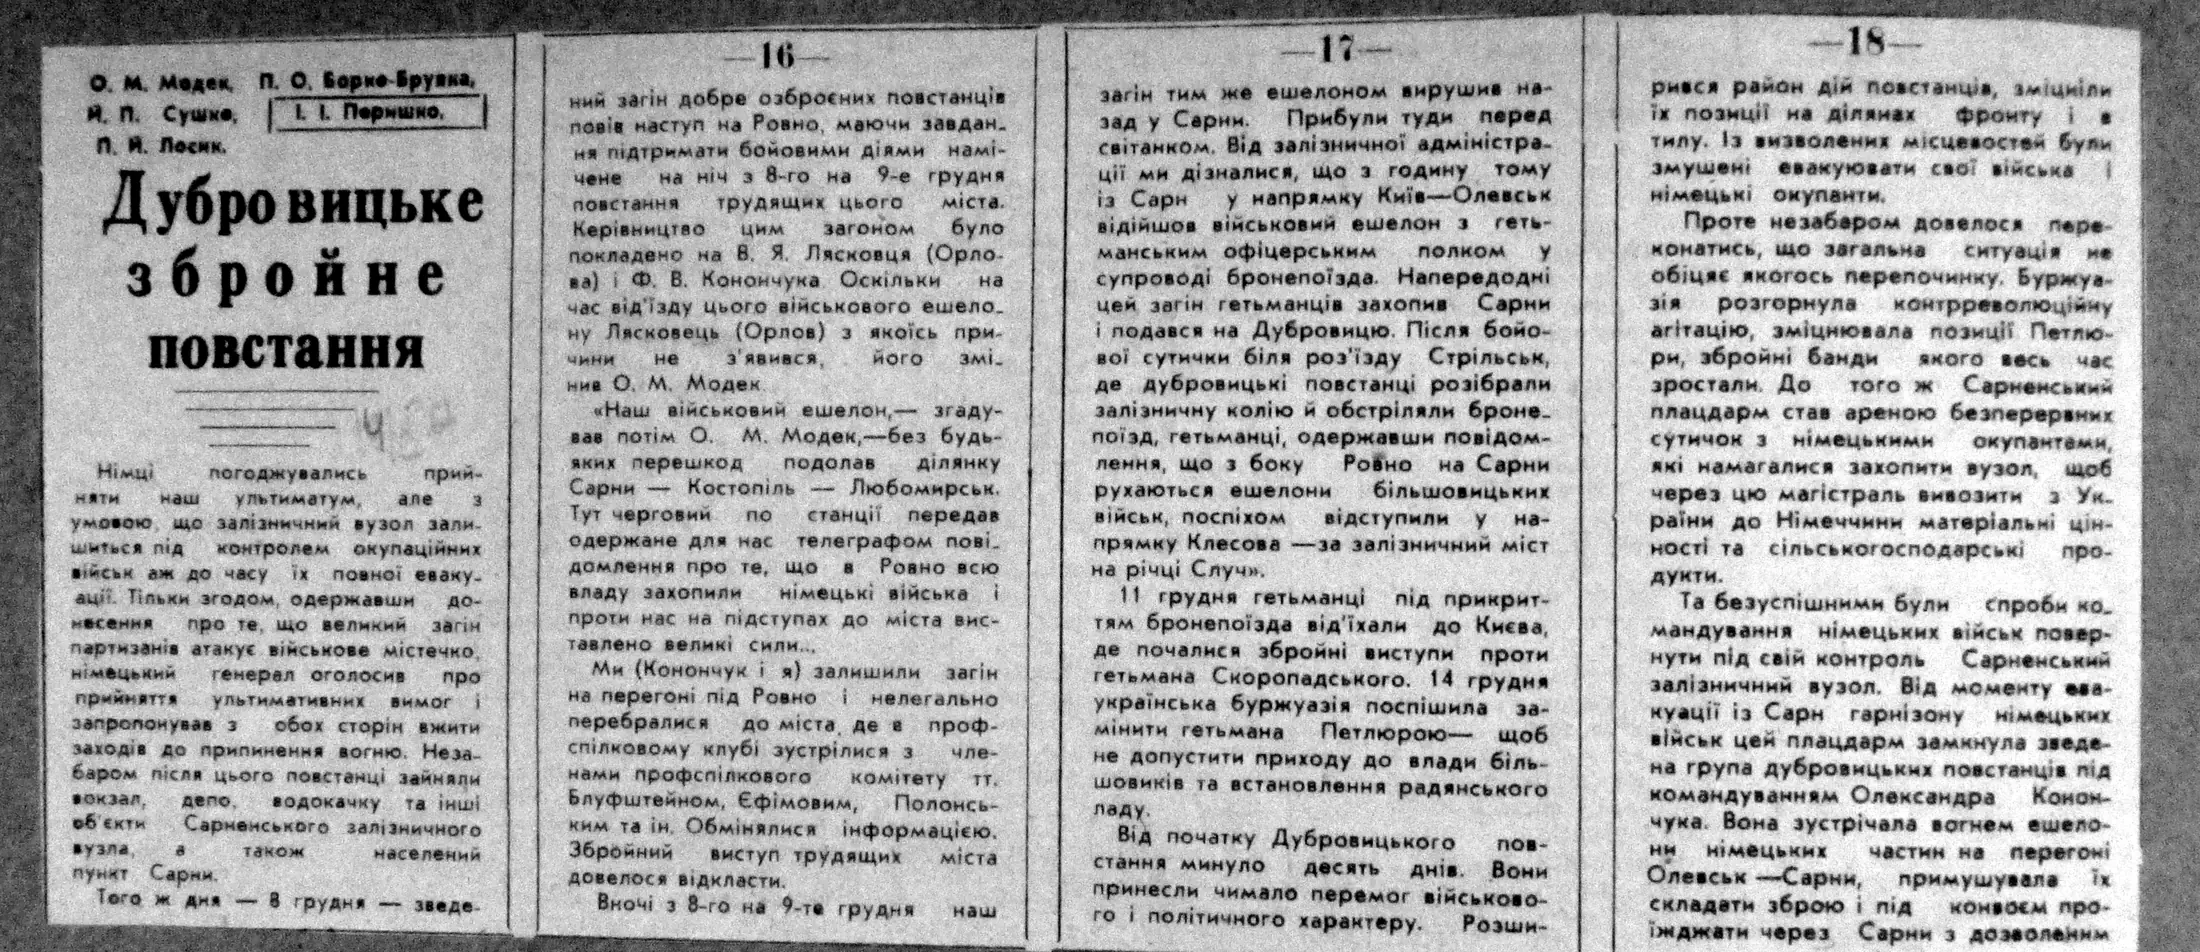 О. М. Модек, П. О. Борко-Брувка,
Й. П. Сушко, І. І. Перишко,
П. Й. Лосик.
Дубровицьке
збройне
повстання
Німці погоджувались прий-
няти наш ультиматум, але з
умовою, що залізничний вузол зали-
шиться під контролем окупаційних
військ аж до часу їх повної еваку-
ації. Тільки згодом, одержавши до-
несення про те, що великий загін
партизанів атакує військове містечко,
німецький генерал оголосив про
прийняття ультимативних вимог і
запропонував з обох сторін вжити
заходів до припинення вогню. Неза-
баром після цього повстанці зайняли
вокзал, депо, водокачку та інші
об'єкти Сарненського залізничного
вузла, а також населений
пункт Сарни.
Того ж дня — 8 грудня — зведе-
—16—
ний загін добре озброєних повстанців
повів наступ на Ровно, маючи завдан-
ня підтримати бойовими діями намі-
чене на ніч з 8-го на 9-е грудня
повстання трудящих цього міста.
Керівництво цим загоном було
покладено на В. Я. Лясковця (Орло-
ва) і Ф. В. Конончука. Оскільки на
час від'їзду цього військового ешело-
ну Лясковець (Орлов) з якоїсь при-
чини не з'явився, його змі-
нив О. М. Модек.
«Наш військовий ешелон,— згаду-
вав потім О. М. Модек,—без будь-
яких перешкод подолав ділянку
Сарни — Костопіль — Любомирськ.
Тут черговий по станції передав
одержане для нас телеграфом пові-
домлення про те, що в Ровно всю
владу захопили німецькі війська і
проти нас на підступах до міста вис-
тавлено великі сили...
Ми (Конончук і я) залишили загін
на перегоні під Ровно і нелегально
перебралися до міста, де в проф-
спілковому клубі зустрілися з чле-
нами профспілкового комітету тт.
Блуфштейном, Єфімовим, Полонсь-
ким та ін. Обмінялися інформацією.
Збройний виступ трудящих міста
довелося відкласти.
Вночі з 8-го на 9-те грудня наш
—17—
загін тим же ешелоном вирушив на-
зад у Сарни. Прибули туди перед
світанком. Від залізничної адміністра-
ції ми дізналися, що з годину тому
із Сарн у напрямку Київ—Олевськ
відійшов військовий ешелон з геть-
манським офіцерським полком у
супроводі бронепоїзда. Напередодні
цей загін гетьманців захопив Сарни
і подався на Дубровицю. Після бойо-
вої сутички біля роз'їзду Стрільськ,
де дубровицькі повстанці розібрали
залізничну колію й обстріляли броне-
поїзд, гетьманці, одержавши повідом-
лення, що з боку Ровно на Сарни
рухаються ешелони більшовицьких
військ, поспіхом відступили у на-
прямку Клесова —за залізничний міст
на річці Случ».
11 грудня гетьманці під прикрит-
тям бронепоїзда від'їхали до Києва,
де почалися збройні виступи проти
гетьмана Скоропадського. 14 грудня
українська буржуазія поспішила за-
мінити гетьмана Петлюрою— щоб
не допустити приходу до влади біль-
шовиків та встановлення радянського
ладу.
Від початку Дубровицького пов-
стання минуло десять днів. Вони
принесли чимало перемог військово-
го і політичного характеру. Розши-
—18—
рився район дій повстанців, зміцніли
їх позиції на ділянах фронту і в
тилу. Із визволених місцевостей були
змушені евакуювати свої війська і
німецькі окупанти.
Проте незабаром довелося пере-
конатись, що загальна ситуація не
обіцяє якогось перепочинку. Буржуа-
зія розгорнула контрреволюційну
агітацію, зміцнювала позиції Петлю-
ри, збройні банди якого весь час
зростали. До того ж Сарненський
плацдарм став ареною безперервних
сутичок з німецькими окупантами,
які намагалися захопити вузол, щоб
через цю магістраль вивозити з Ук-
раїни до Німеччини матеріальні цін-
ності та сільськогосподарські про-
дукти.
Та безуспішними були спроби ко-
мандування німецьких військ повер-
нути під свій контроль Сарненський
залізничний вузол. Від моменту ева-
куації із Сарн гарнізону німецьких
військ цей плацдарм замкнула зведе-
на група дубровицьких повстанців під
командуванням Олександра Конон-
чука. Вона зустрічала вогнем ешело-
ни німецьких частин на перегоні
Олевськ —Сарни, примушувала їх
складати зброю і під конвоєм про-
їжджати через Сарни з дозволеним